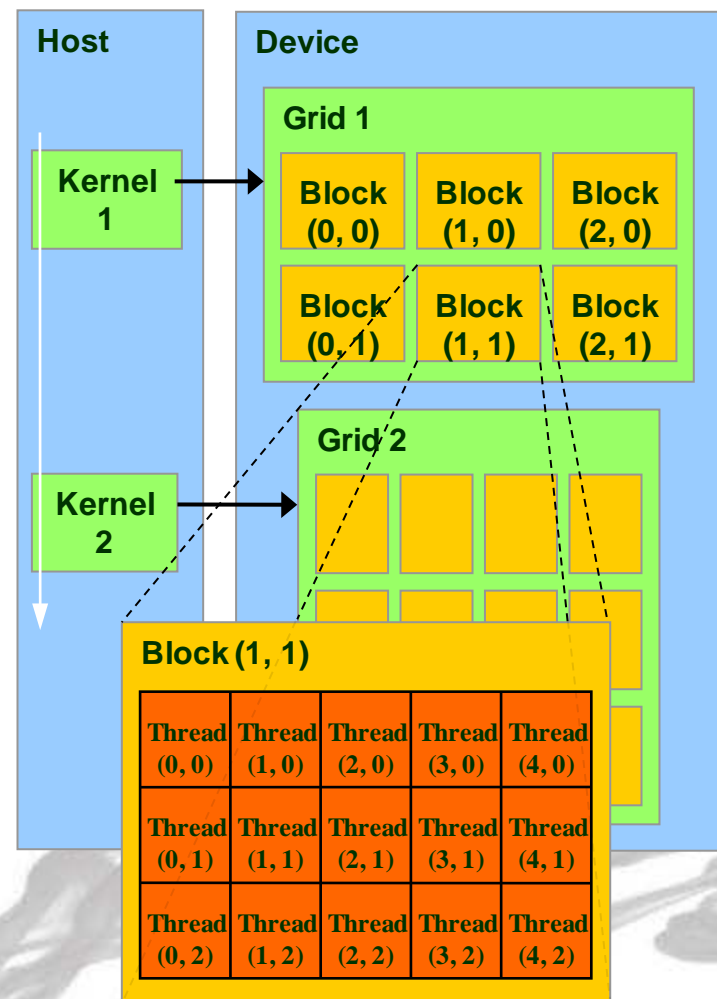 Host
Device
Grid 1
Kernel
1
Block
(0, 0)
Block
(1, 0)
Block
(2, 0)
Block
(0, 1)
Block
(1, 1)
Block
(2, 1)
Grid 2
Kernel
2
Block (1, 1)
Thread
(0, 0)
Thread
(1, 0)
Thread
(2, 0)
Thread
(3, 0)
Thread
(4, 0)
Thread
(0, 1)
Thread
(1, 1)
Thread
(2, 1)
Thread
(3, 1)
Thread
(4, 1)
Thread
(0, 2)
Thread
(1, 2)
Thread
(2, 2)
Thread
(3, 2)
Thread
(4, 2)